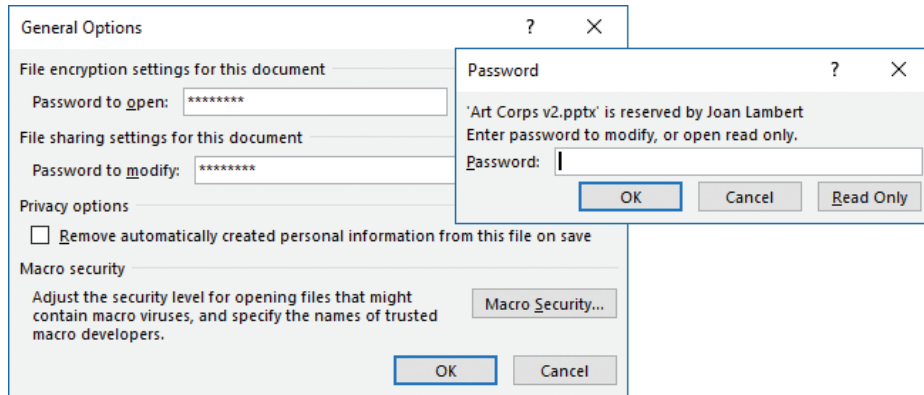 General Options
?
×
File encryption settings for this document
Password to open:
********
File sharing settings for this document
Password to modify:
********
Privacy options
Remove automatically created personal information from this file on save
Macro security
Adjust the security level for opening files that might
contain macro viruses, and specify the names of trusted
macro developers.
Macro Security...
OK
Cancel
Password
?
×
'Art Corps v2.pptx' is reserved by Joan Lambert
Enter password to modify, or open read only.
Password:
OK
Cancel
Read Only